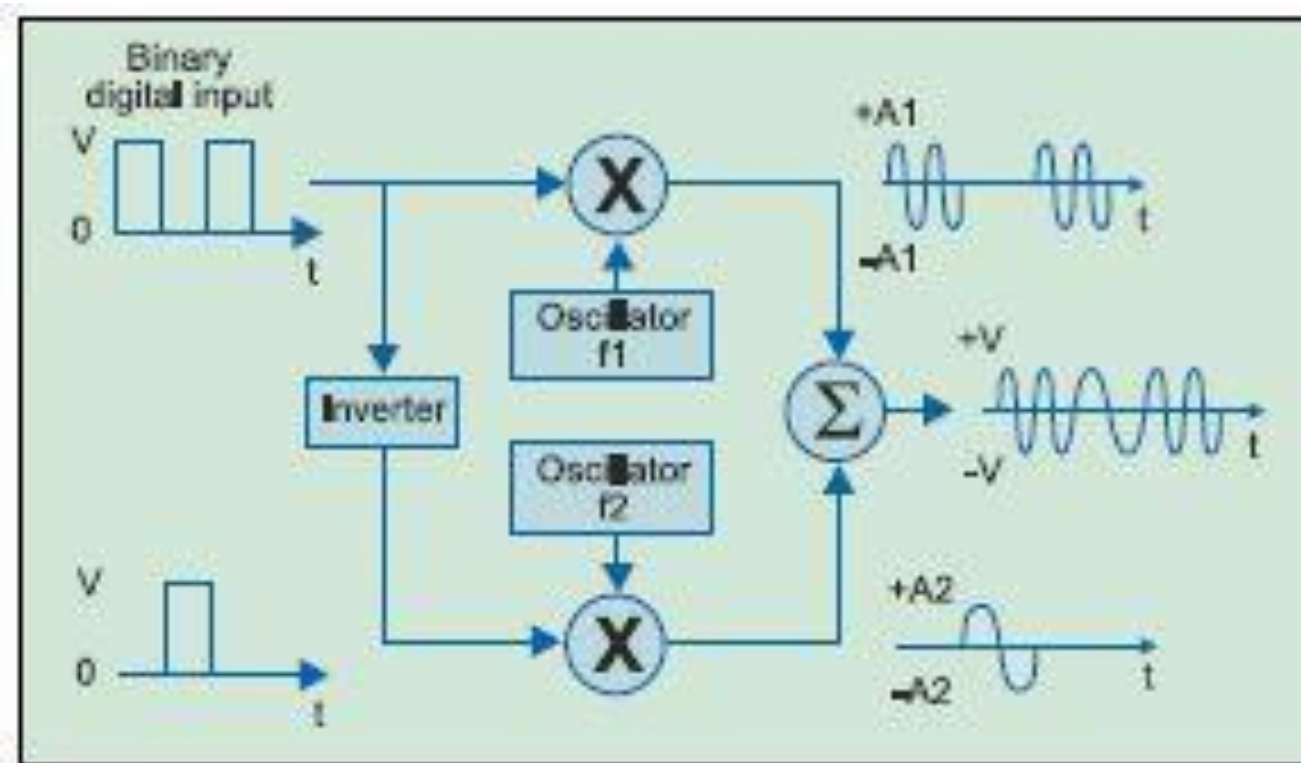 Binary
digital input
V
0
t
X
Oscillator
f1
Inverter
Oscillator
f2
X
Σ
V
0
t
+A1
-A1
t
+V
-V
t
+A2
-A2
t